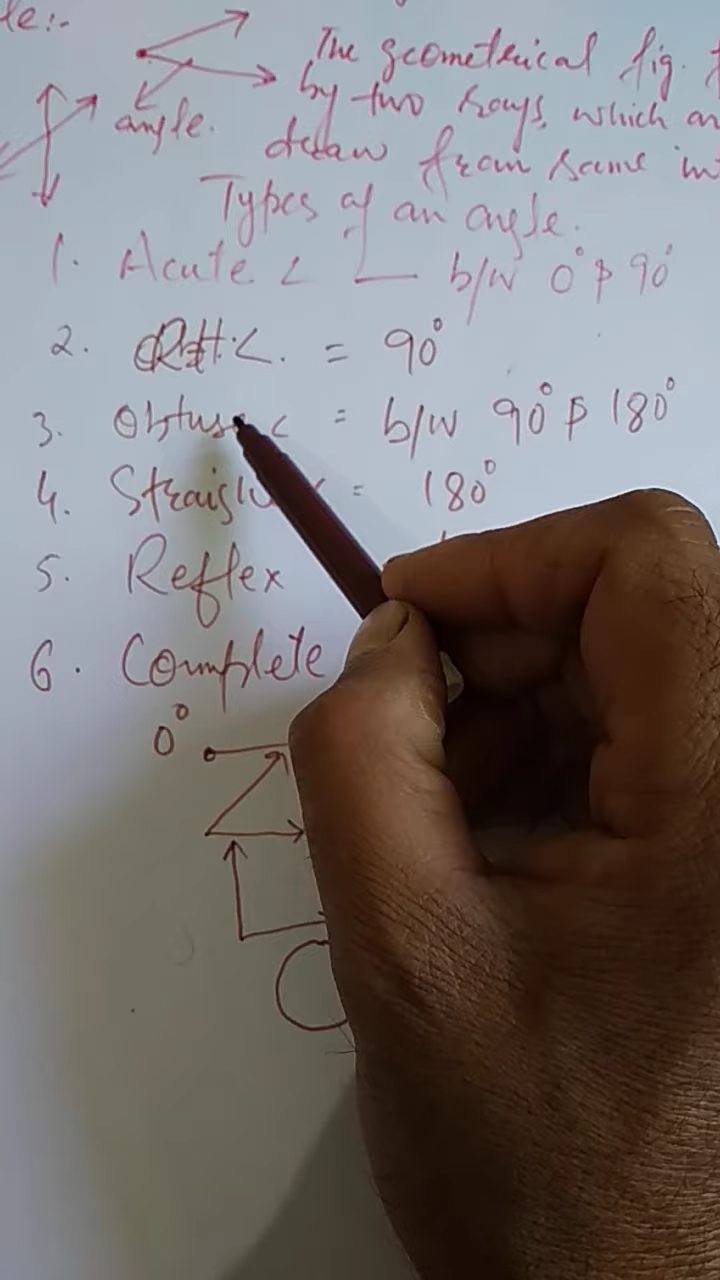 le:-
The geometrical fig. f
by two rays, which ar
angle.
draw from same in
Types of an angle.
1. Acute < b/w 0° & 90°
2. Rt. <. = 90°
3. Obtuse < = b/w 90° & 180°
4. Straight < = 180°
5. Reflex
6. Complete
0°